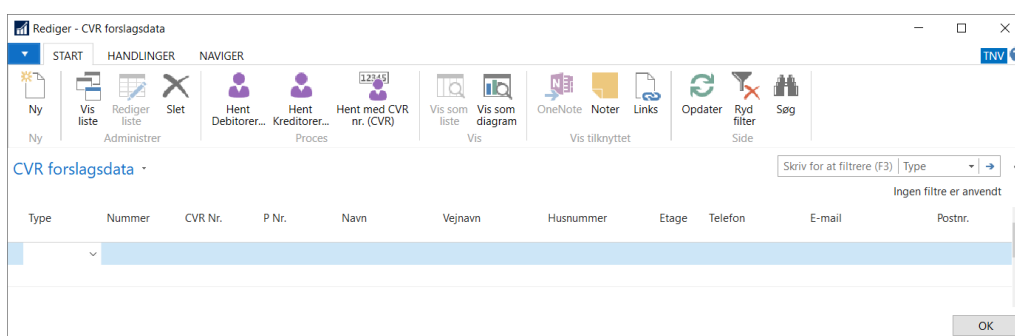 Rediger - CVR forslagsdata
START HANDLINGER NAVIGER TNV
Ny Vis liste Rediger liste Slet Hent Debitorer... Hent Kreditorer... Hent med CVR nr. (CVR) Vis som liste Vis som diagram OneNote Noter Links Opdater Ryd filter Søg
Ny Administrer Proces Vis Vis tilknyttet Side
CVR forslagsdata Skriv for at filtrere (F3) Type
Ingen filtre er anvendt
Type Nummer CVR Nr. P Nr. Navn Vejnavn Husnummer Etage Telefon E-mail Postnr.
OK